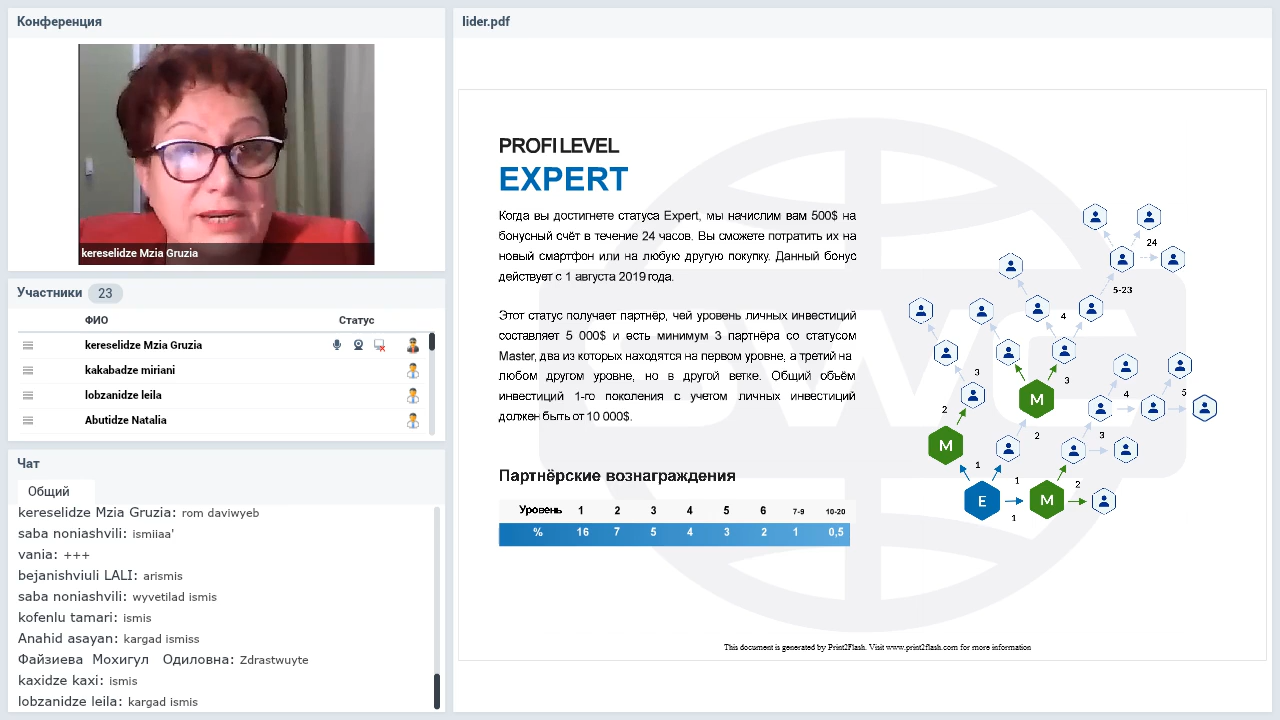 Конференция
kereselidze Mzia Gruzia
Участники 23
ФИО Статус
kereselidze Mzia Gruzia
kakabadze miriani
lobzanidze leila
Abutidze Natalia
Чат
Общий
kereselidze Mzia Gruzia: rom daviwyeb
saba noniashvili: ismiiaa'
vania: +++
bejanishviuli LALI: arismis
saba noniashvili: wyvetilad ismis
kofenlu tamari: ismis
Anahid asayan: kargad ismiss
Файзиева Мохигул Одиловна: Zdrastwuyte
kaxidze kaxi: ismis
lobzanidze leila: kargad ismis
lider.pdf
PROFI LEVEL
EXPERT
Когда вы достигнете статуса Expert, мы начислим вам 500$ на
бонусный счёт в течение 24 часов. Вы сможете потратить их на
новый смартфон или на любую другую покупку. Данный бонус
действует с 1 августа 2019 года.
Этот статус получает партнёр, чей уровень личных инвестиций
составляет 5 000$ и есть минимум 3 партнёра со статусом
Master, два из которых находятся на первом уровне, а третий на
любом другом уровне, но в другой ветке. Общий объём
инвестиций 1-го поколения с учетом личных инвестиций
должен быть от 10 000$.
Партнёрские вознаграждения
Уровень 1 2 3 4 5 6 7-9 10-20
% 16 7 5 4 3 2 1 0,5
24
5-23
4
3
3
4
5
2
M
M
2
3
1
1
2
E
M
1
DWC
This document is generated by Print2Flash. Visit www.print2flash.com for more information